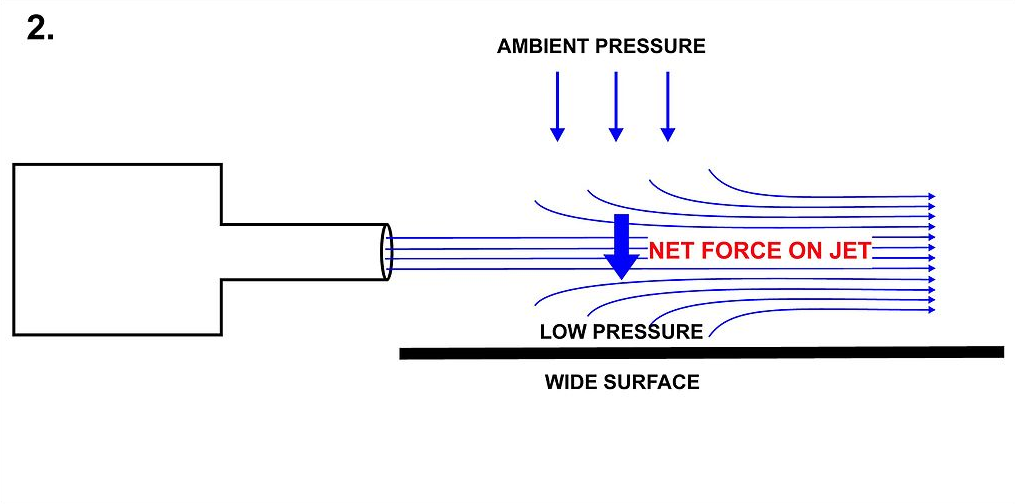 2.
AMBIENT PRESSURE
NET FORCE ON JET
LOW PRESSURE
WIDE SURFACE